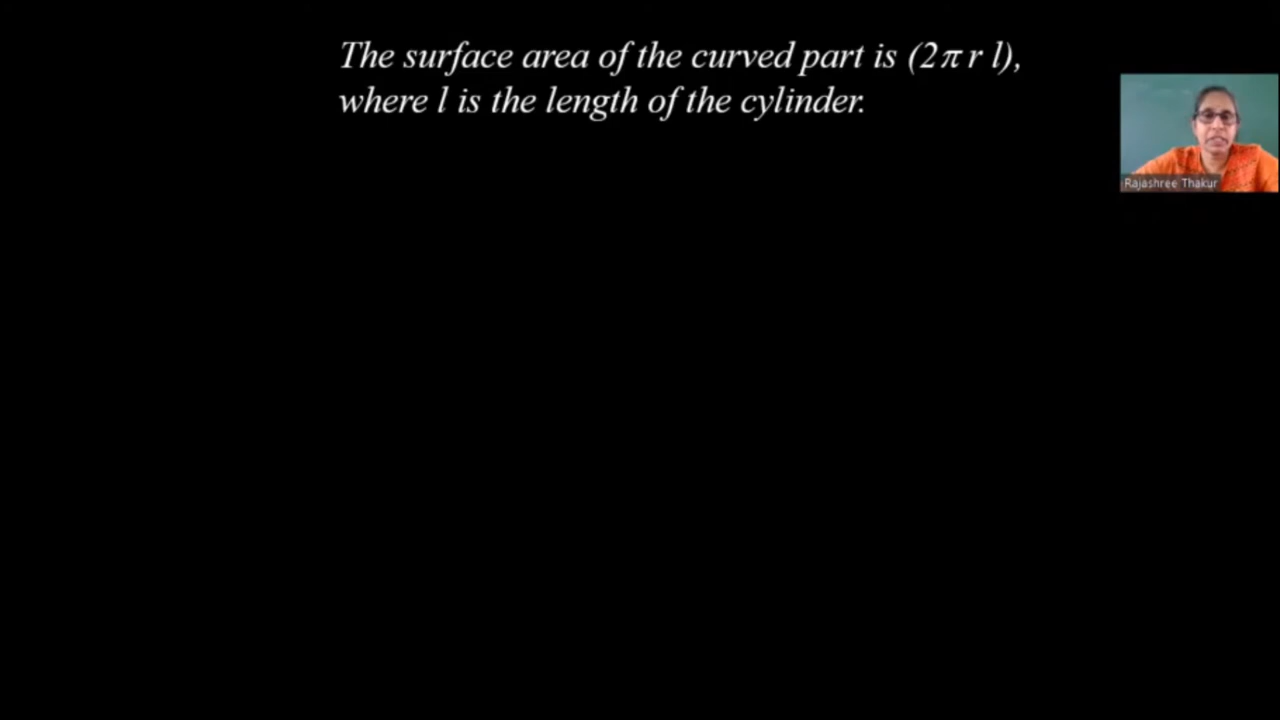 The surface area of the curved part is (2π r l),
where l is the length of the cylinder.
Rajashree Thakur